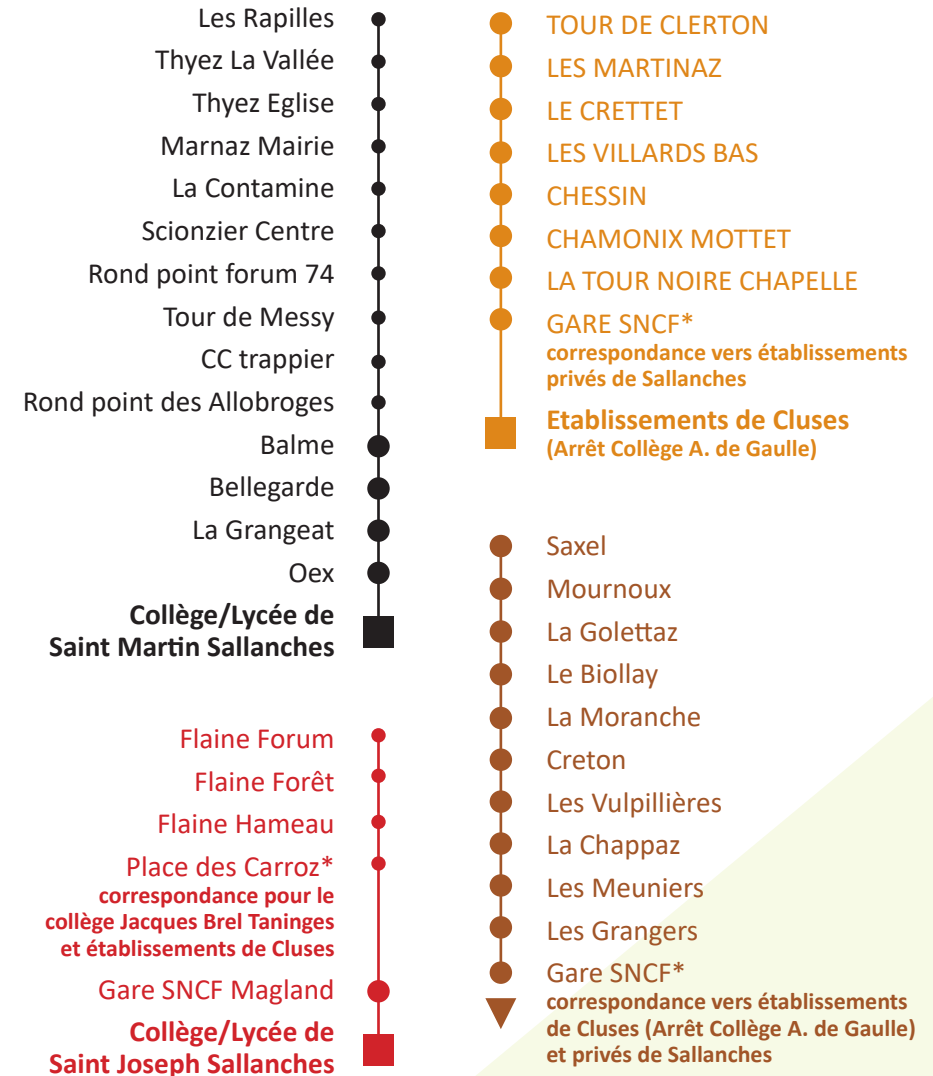 Les Rapilles
Thyez La Vallée
Thyez Eglise
Marnaz Mairie
La Contamine
Scionzier Centre
Rond point forum 74
Tour de Messy
CC trappier
Rond point des Allobroges
Balme
Bellegarde
La Grangeat
Oex
Collège/Lycée de
Saint Martin Sallanches
Flaine Forum
Flaine Forêt
Flaine Hameau
Place des Carroz*
correspondance pour le
collège Jacques Brel Taninges
et établissements de Cluses
Gare SNCF Magland
Collège/Lycée de
Saint Joseph Sallanches
TOUR DE CLERTON
LES MARTINAZ
LE CRETTET
LES VILLARDS BAS
CHESSIN
CHAMONIX MOTTET
LA TOUR NOIRE CHAPELLE
GARE SNCF*
correspondance vers établissements
privés de Sallanches
Etablissements de Cluses
(Arrêt Collège A. de Gaulle)
Saxel
Mournoux
La Golettaz
Le Biollay
La Moranche
Creton
Les Vulpillières
La Chappaz
Les Meuniers
Les Grangers
Gare SNCF*
correspondance vers établissements
de Cluses (Arrêt Collège A. de Gaulle)
et privés de Sallanches